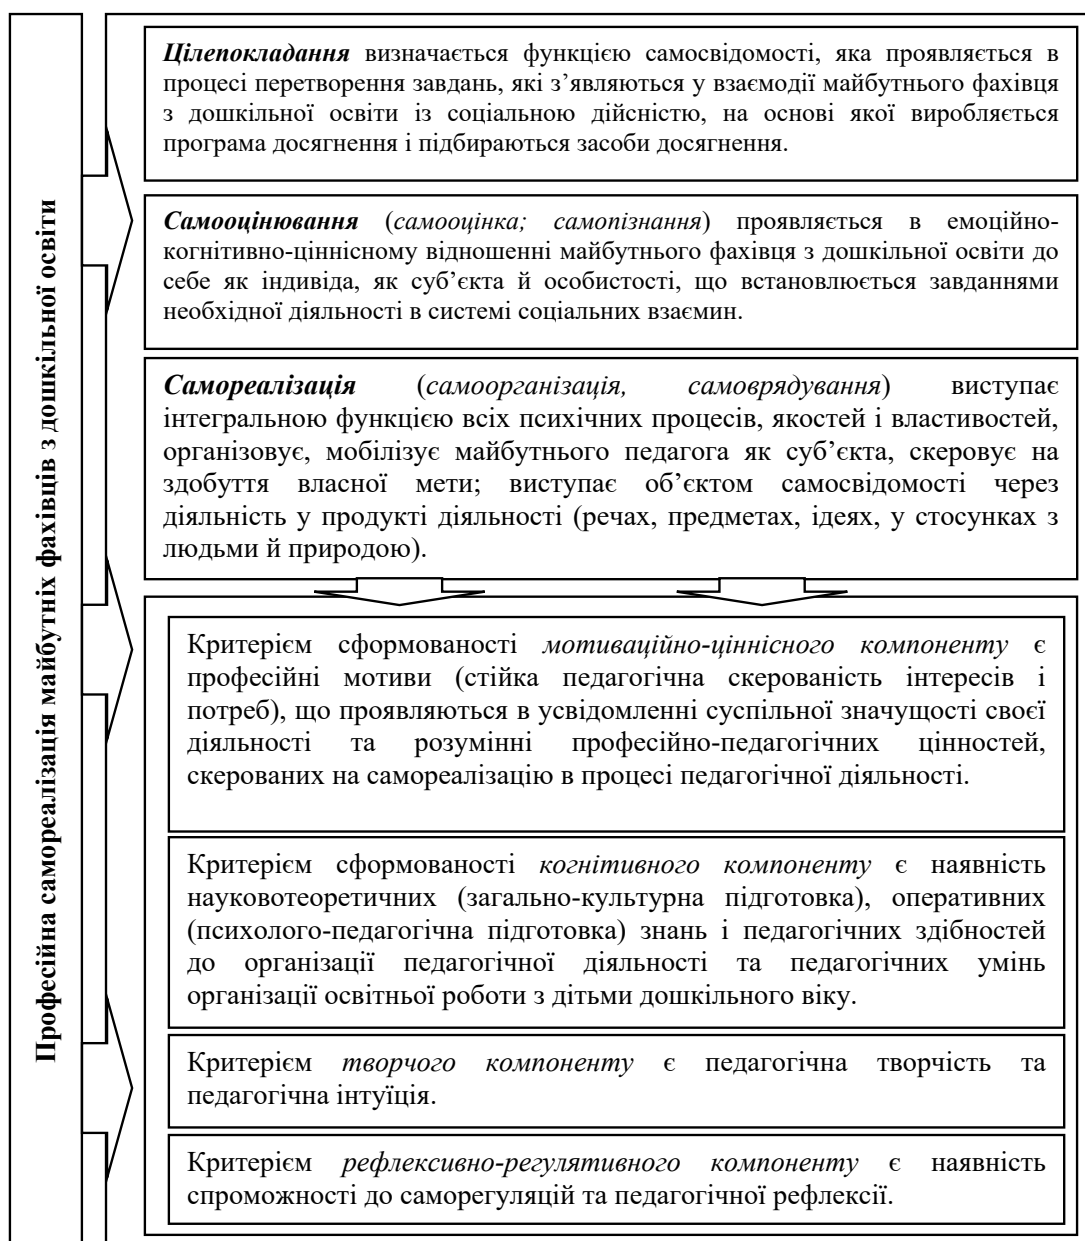 Професійна самореалізація майбутніх фахівців з дошкільної освіти
Цілепокладання визначається функцією самосвідомості, яка проявляється в
процесі перетворення завдань, які з’являються у взаємодії майбутнього фахівця
з дошкільної освіти із соціальною дійсністю, на основі якої виробляється
програма досягнення і підбираються засоби досягнення.
Самооцінювання (самооцінка; самопізнання) проявляється в емоційно-
когнітивно-ціннісному відношенні майбутнього фахівця з дошкільної освіти до
себе як індивіда, як суб’єкта й особистості, що встановлюється завданнями
необхідної діяльності в системі соціальних взаємин.
Самореалізація (самоорганізація, самоврядування) виступає
інтегральною функцією всіх психічних процесів, якостей і властивостей,
організовує, мобілізує майбутнього педагога як суб’єкта, скеровує на
здобуття власної мети; виступає об’єктом самосвідомості через
діяльність у продукті діяльності (речах, предметах, ідеях, у стосунках з
людьми й природою).
Критерієм сформованості мотиваційно-ціннісного компоненту є
професійні мотиви (стійка педагогічна скерованість інтересів і
потреб), що проявляються в усвідомленні суспільної значущості своєї
діяльності та розумінні професійно-педагогічних цінностей,
скерованих на самореалізацію в процесі педагогічної діяльності.
Критерієм сформованості когнітивного компоненту є наявність
науковотеоретичних (загально-культурна підготовка), оперативних
(психолого-педагогічна підготовка) знань і педагогічних здібностей
до організації педагогічної діяльності та педагогічних умінь
організації освітньої роботи з дітьми дошкільного віку.
Критерієм творчого компоненту є педагогічна творчість та
педагогічна інтуїція.
Критерієм рефлексивно-регулятивного компоненту є наявність
спроможності до саморегуляцій та педагогічної рефлексії.